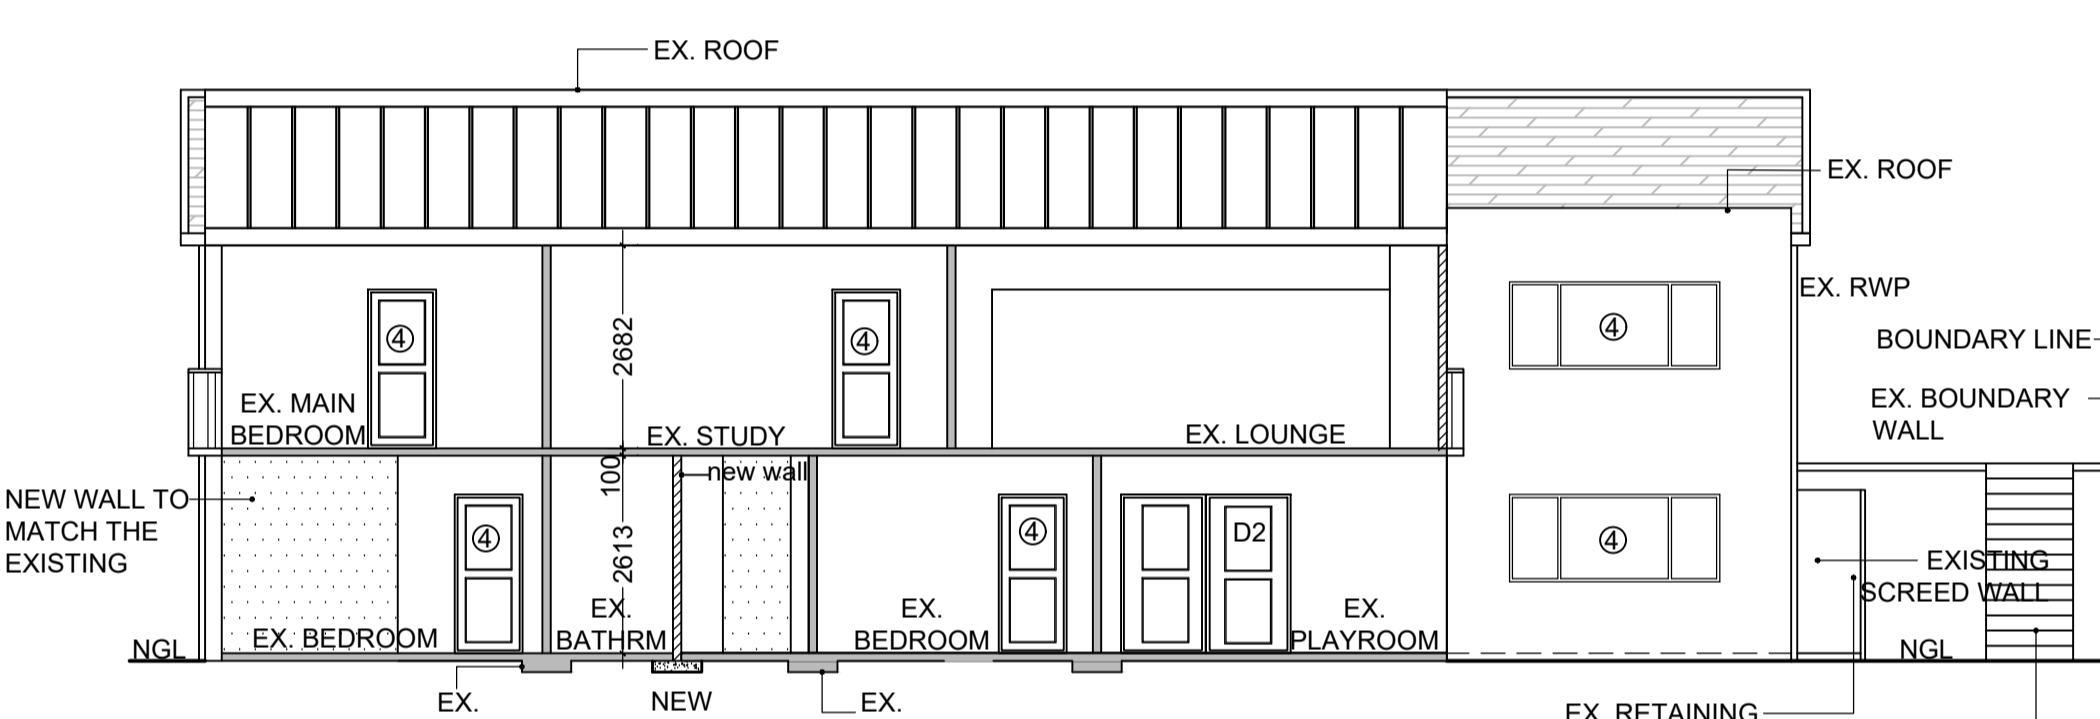 EX. ROOF
EX. ROOF
EX. RWP
BOUNDARY LINE
④
④
④
2682
EX. MAIN
BEDROOM
EX. STUDY
EX. LOUNGE
EX. BOUNDARY
WALL
100
new wall
NEW WALL TO
MATCH THE
EXISTING
④
④
D2
④
2613
EXISTING
SCREED WALL
EX. BEDROOM
EX.
BATHRM
EX.
BEDROOM
EX.
PLAYROOM
NGL
NGL
EX.
NEW
EX.
EX. RETAINING